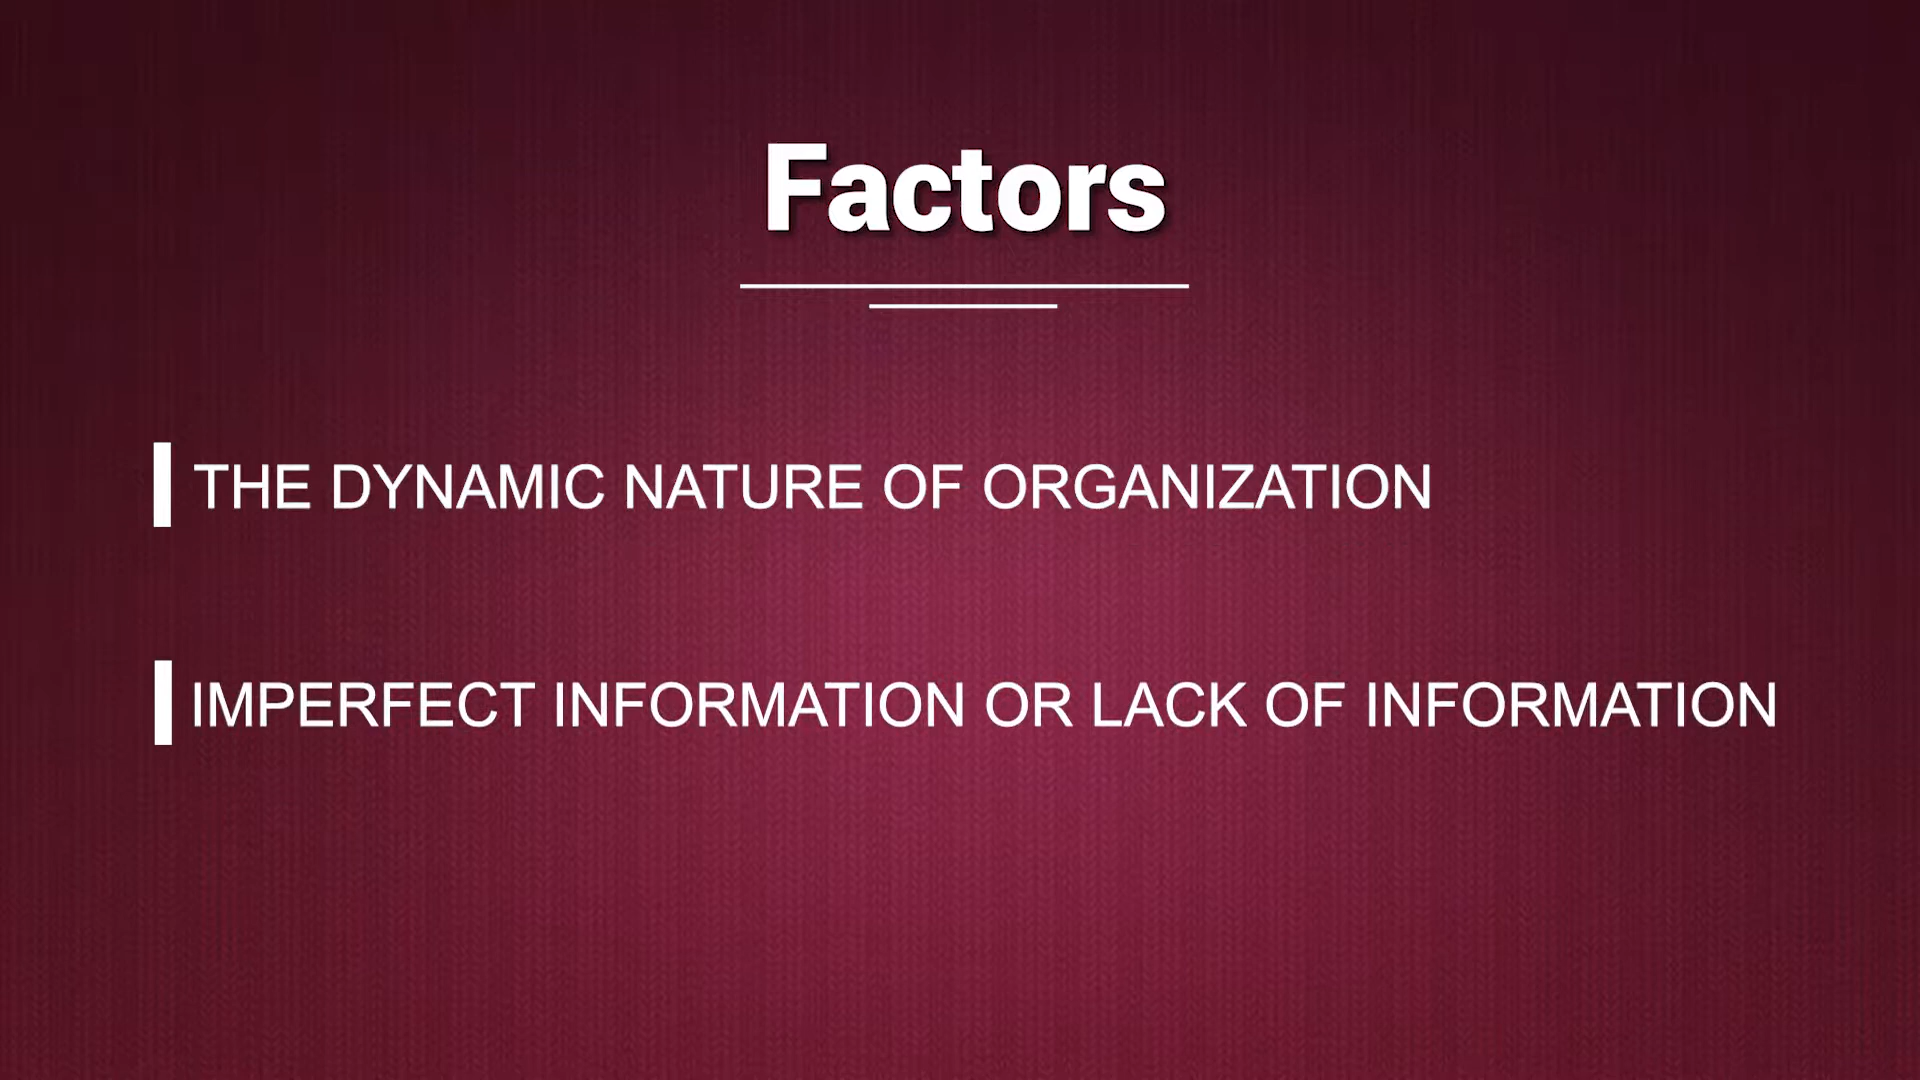 Factors
THE DYNAMIC NATURE OF ORGANIZATION
IMPERFECT INFORMATION OR LACK OF INFORMATION